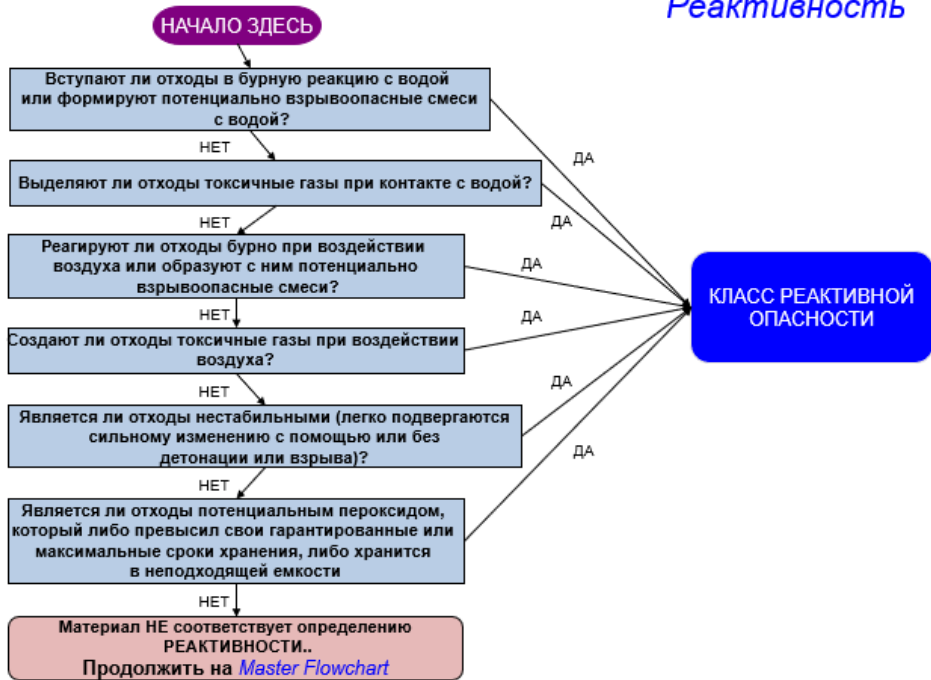 Реактивность
НАЧАЛО ЗДЕСЬ
Вступают ли отходы в бурную реакцию с водой
или формируют потенциально взрывоопасные смеси
с водой?
ДА
НЕТ
Выделяют ли отходы токсичные газы при контакте с водой?
ДА
НЕТ
Реагируют ли отходы бурно при воздействии
воздуха или образуют с ним потенциально
взрывоопасные смеси?
ДА
КЛАСС РЕАКТИВНОЙ
ОПАСНОСТИ
НЕТ
Создают ли отходы токсичные газы при воздействии
воздуха?
ДА
НЕТ
Является ли отходы нестабильными (легко подвергаются
сильному изменению с помощью или без
детонации или взрыва)?
ДА
НЕТ
Является ли отходы потенциальным пероксидом,
который либо превысил свои гарантированные или
максимальные сроки хранения, либо хранится
в неподходящей емкости
ДА
НЕТ
Материал НЕ соответствует определению
РЕАКТИВНОСТИ..
Продолжить на Master Flowchart